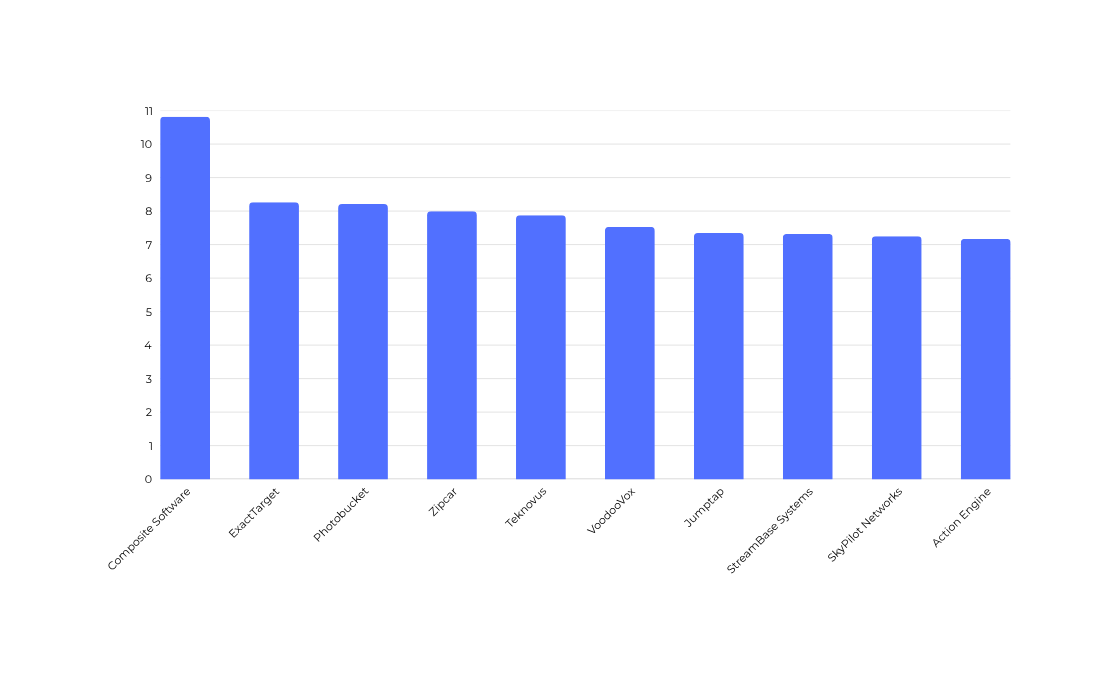 11
10
9
8
7
6
5
4
3
2
1
0
Composite Software
ExactTarget
Photobucket
Zipcar
Teknovus
VoodooVox
Jumptap
StreamBase Systems
SkyPilot Networks
Action Engine